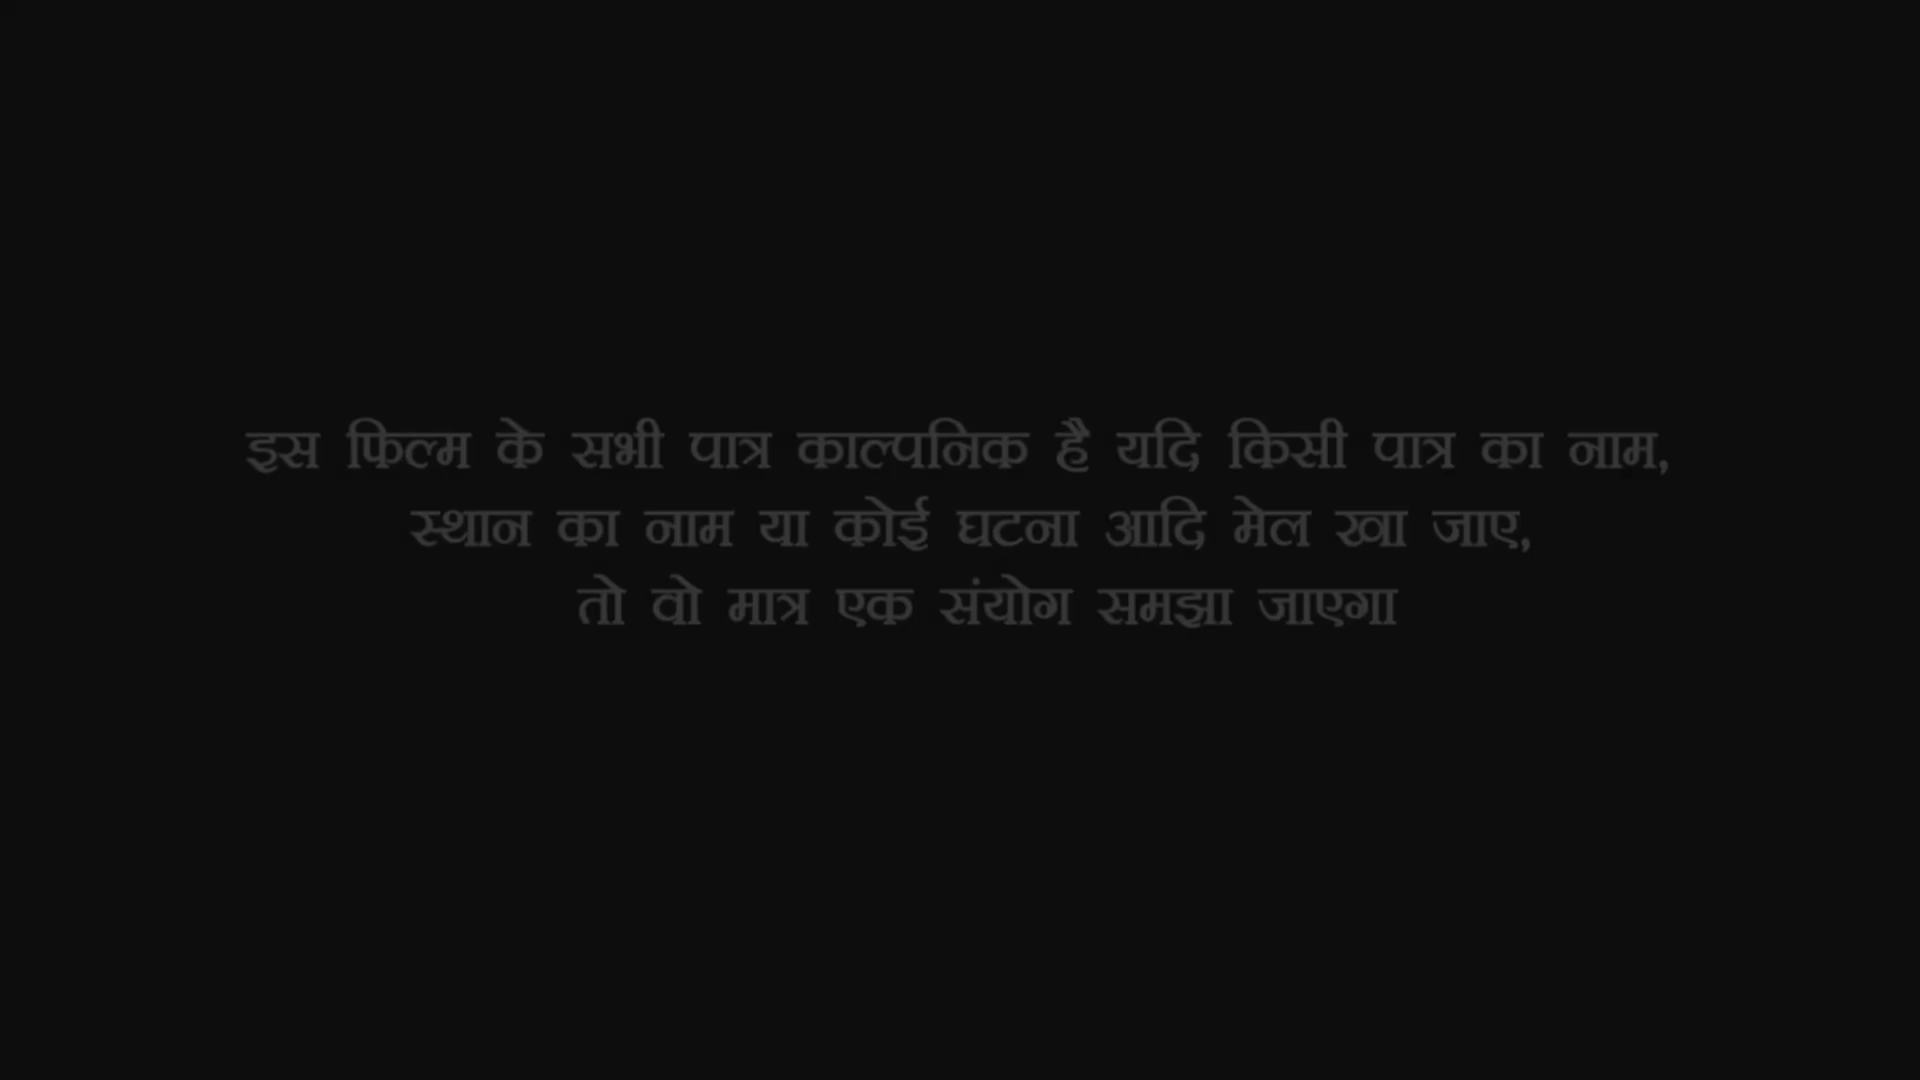 इस फिल्म के सभी पात्र काल्पनिक है यदि किसी पात्र का नाम,
स्थान का नाम या कोई घटना आदि मेल खा जाए,
तो वो मात्र एक संयोग समझा जाएगा